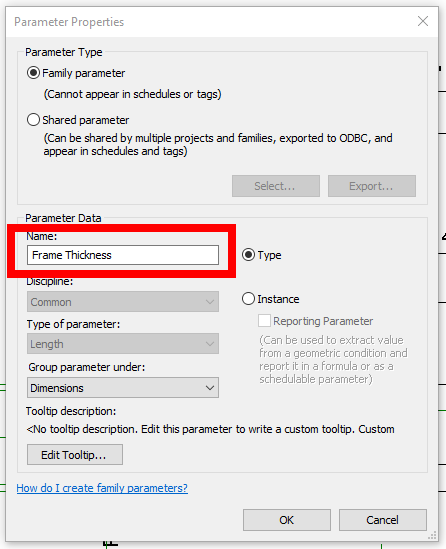 Parameter Properties
Parameter Type
Family parameter
(Cannot appear in schedules or tags)
Shared parameter
(Can be shared by multiple projects and families, exported to ODBC, and
appear in schedules and tags)
Select...
Export...
Parameter Data
Name:
Frame Thickness
Type
Discipline:
Common
Instance
Reporting Parameter
Type of parameter:
Length
(Can be used to extract value
from a geometric condition and
report it in a formula or as a
schedulable parameter)
Group parameter under:
Dimensions
Tooltip description:
<No tooltip description. Edit this parameter to write a custom tooltip. Custom
Edit Tooltip...
How do I create family parameters?
OK
Cancel